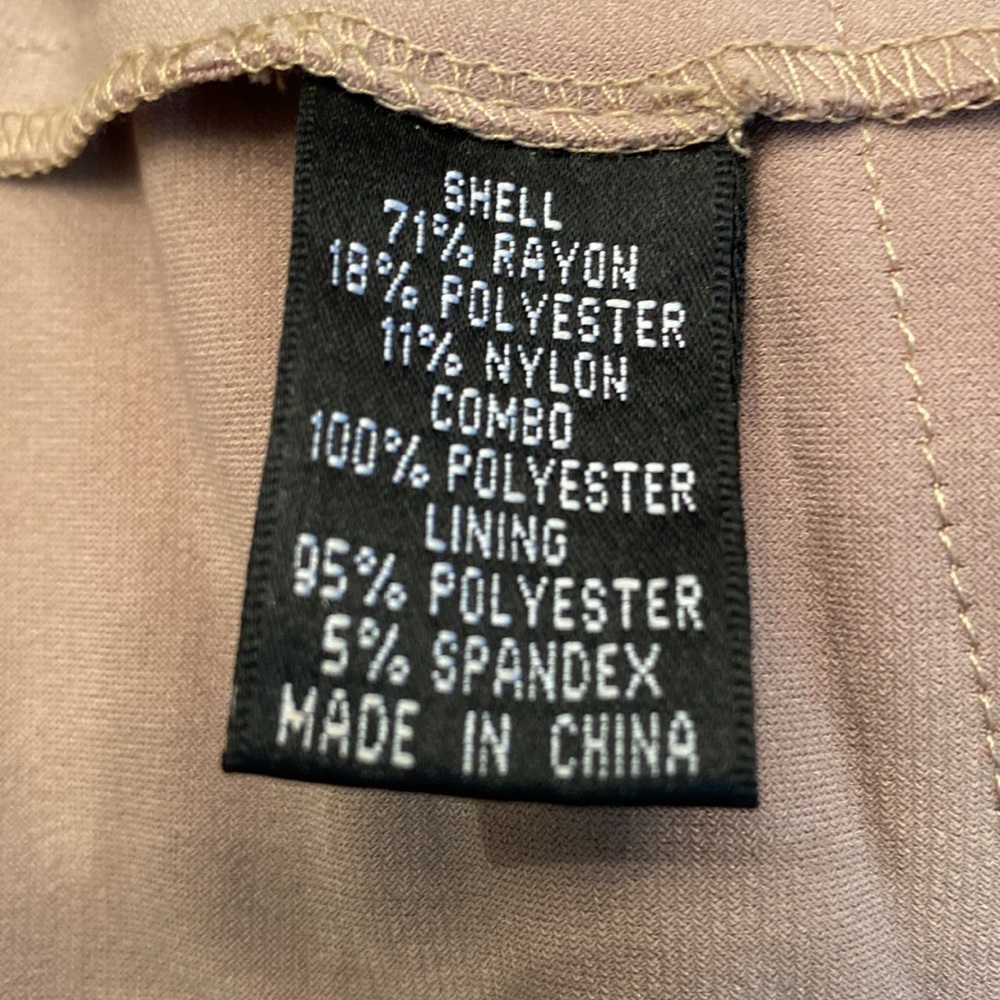 SHELL
71% RAYON
18% POLYESTER
11% NYLON
COMBO
100% POLYESTER
LINING
95% POLYESTER
5% SPANDEX
MADE IN CHINA